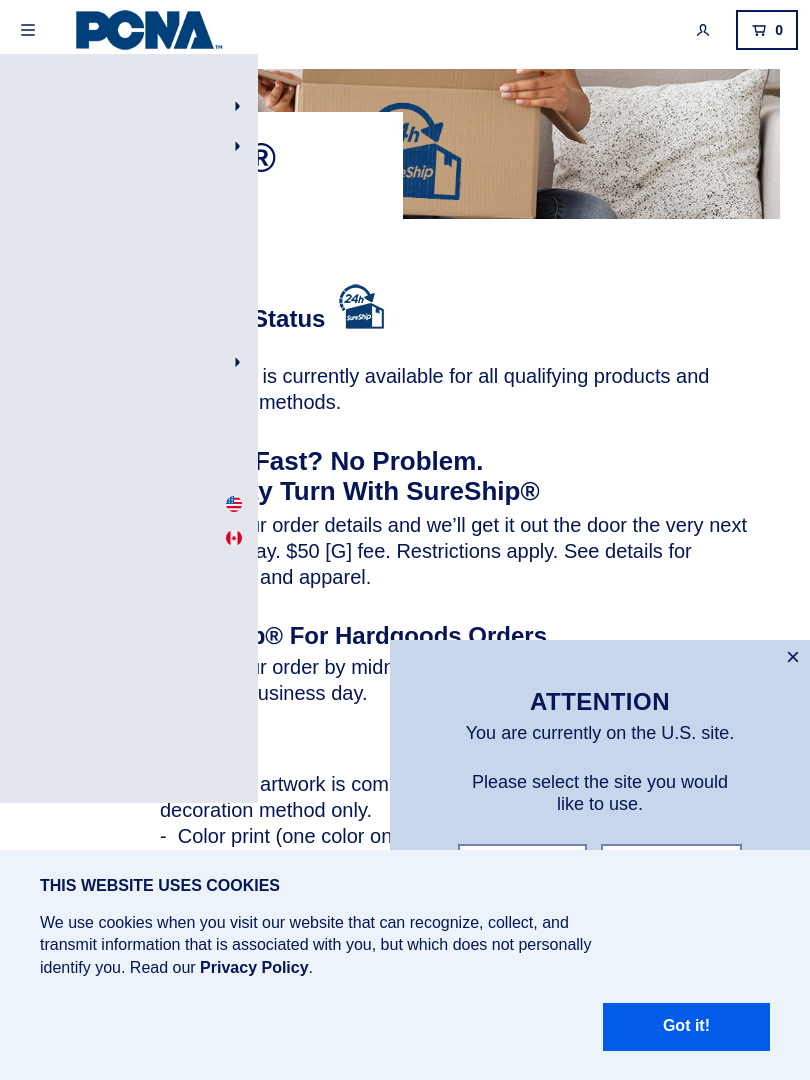 PCNA™
0
24h
eShip
®
Status
24h
SureShip
is currently available for all qualifying products and
methods.
Fast? No Problem.
y Turn With SureShip®
r order details and we'll get it out the door the very next
ay. $50 [G] fee. Restrictions apply. See details for
and apparel.
p® For Hardgoods Orders
ur order by midn
usiness day.
artwork is com
decoration method only.
- Color print (one color on
×
ATTENTION
You are currently on the U.S. site.
Please select the site you would
like to use.
THIS WEBSITE USES COOKIES
We use cookies when you visit our website that can recognize, collect, and
transmit information that is associated with you, but which does not personally
identify you. Read our Privacy Policy.
Got it!